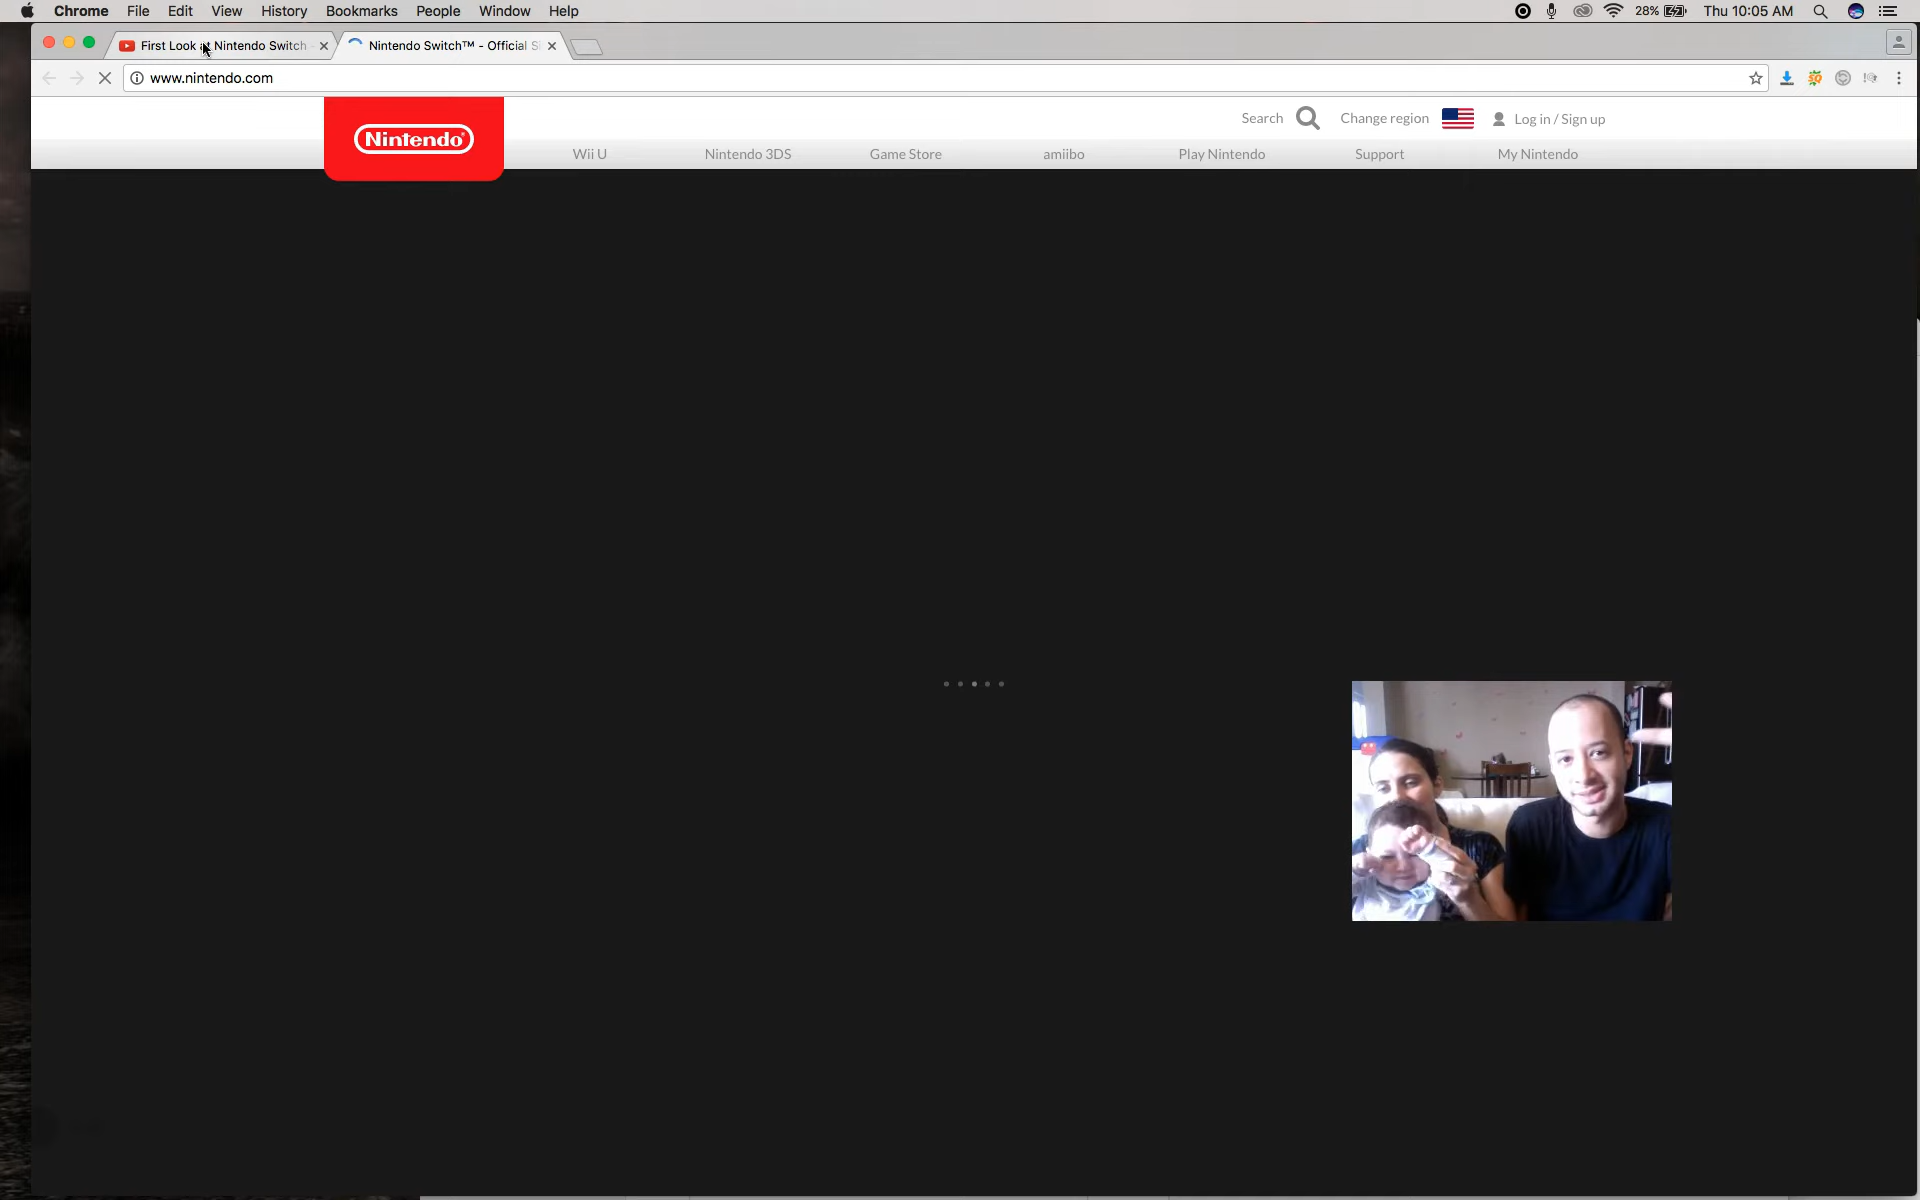 Chrome File Edit View History Bookmarks People Window Help 28% Thu 10:05 AM
First Look at Nintendo Switch Nintendo Switch™ - Official S
www.nintendo.com
Nintendo
Search Change region Log in / Sign up
Wii U Nintendo 3DS Game Store amiibo Play Nintendo Support My Nintendo